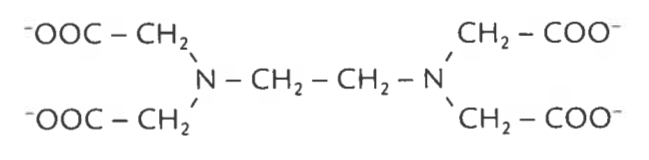 ⁻OOC – CH₂ CH₂ – COO⁻
N – CH₂ – CH₂ – N
⁻OOC – CH₂ CH₂ – COO⁻